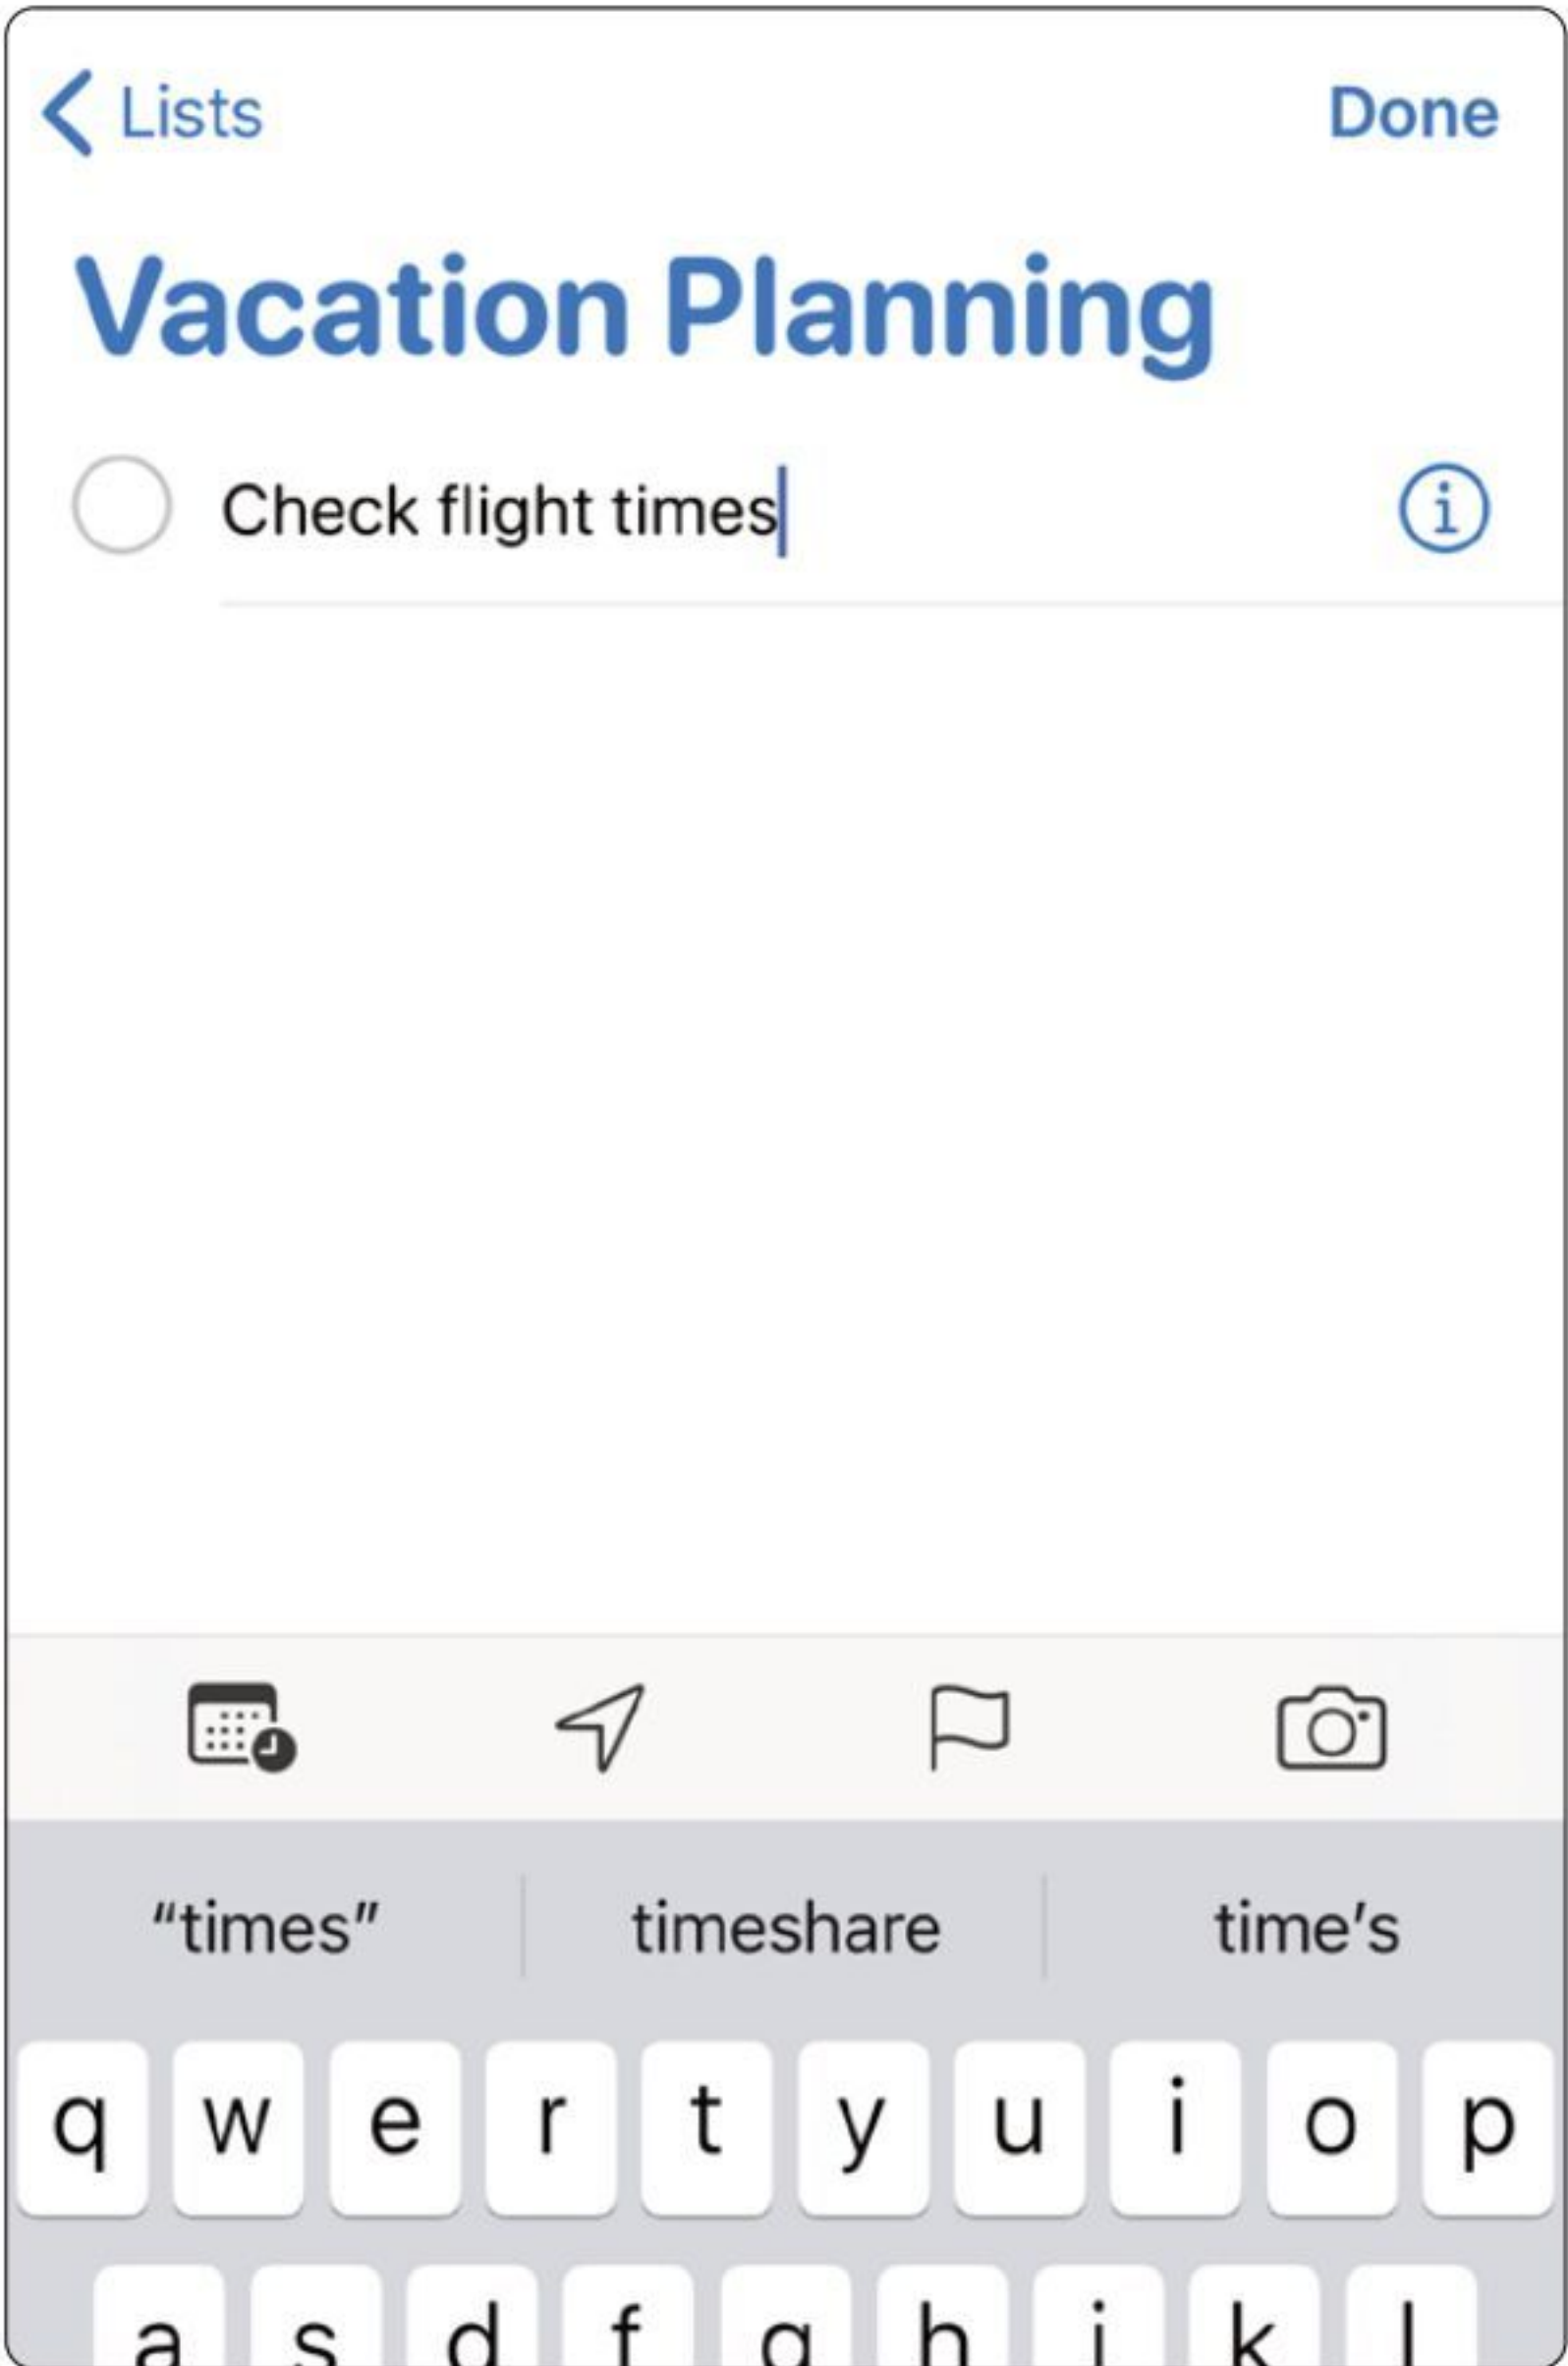 Lists
Done
Vacation Planning
Check flight times
“times” timeshare time’s
q w e r t y u i o p
a s d f g h j k l